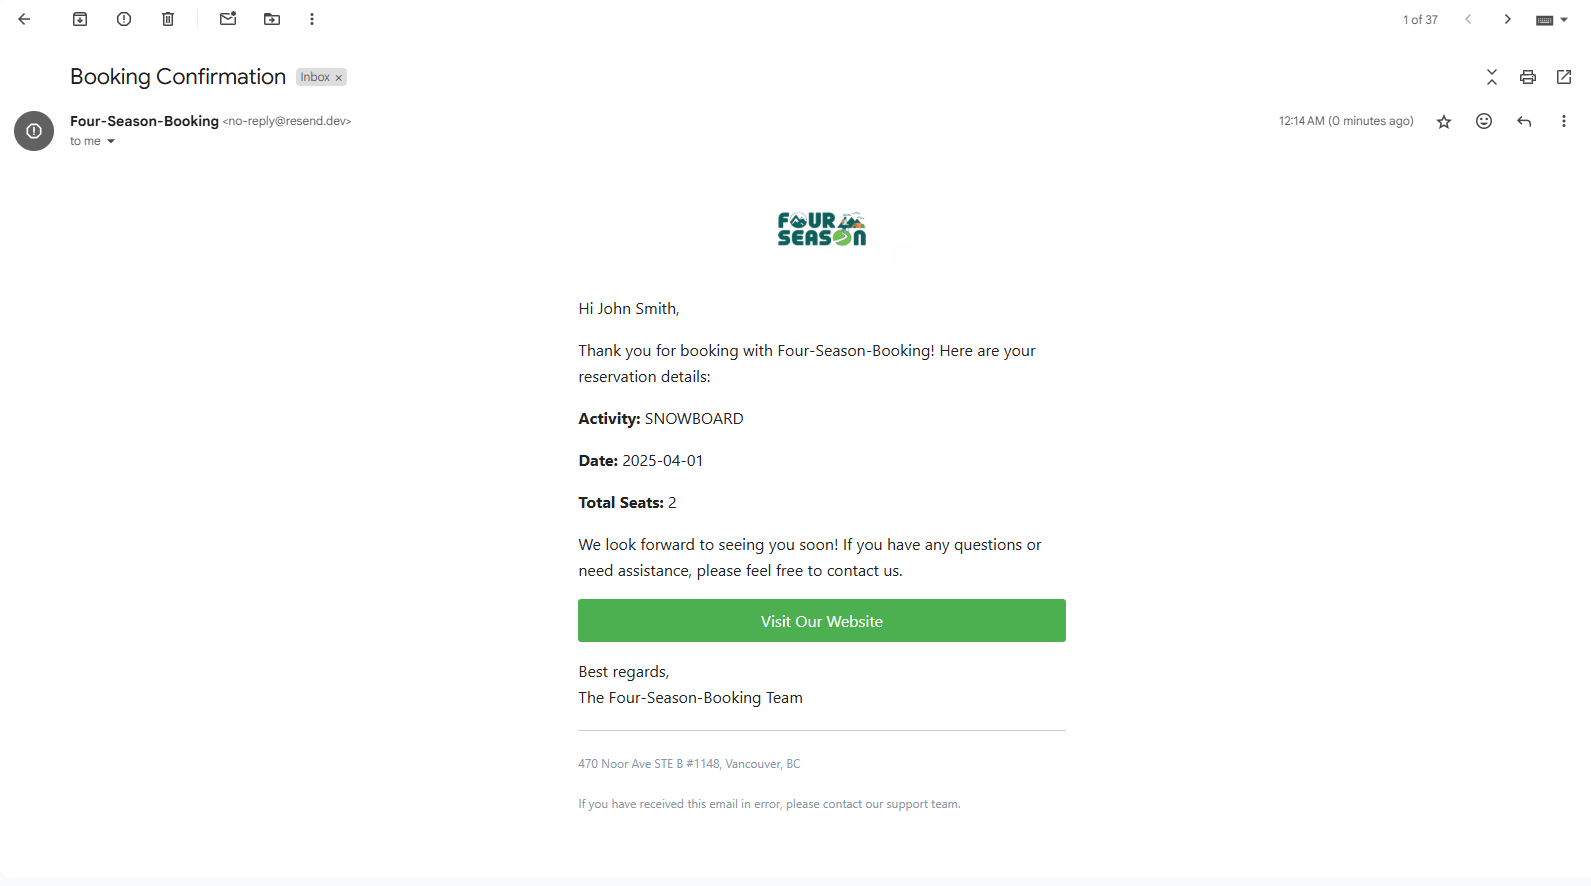 1 of 37
Booking Confirmation Inbox ×
Four-Season-Booking <no-reply@resend.dev> 12:14 AM (0 minutes ago)
to me
FOUR
SEASON
Hi John Smith,
Thank you for booking with Four-Season-Booking! Here are your
reservation details:
Activity: SNOWBOARD
Date: 2025-04-01
Total Seats: 2
We look forward to seeing you soon! If you have any questions or
need assistance, please feel free to contact us.
Visit Our Website
Best regards,
The Four-Season-Booking Team
470 Noor Ave STE B #1148, Vancouver, BC
If you have received this email in error, please contact our support team.